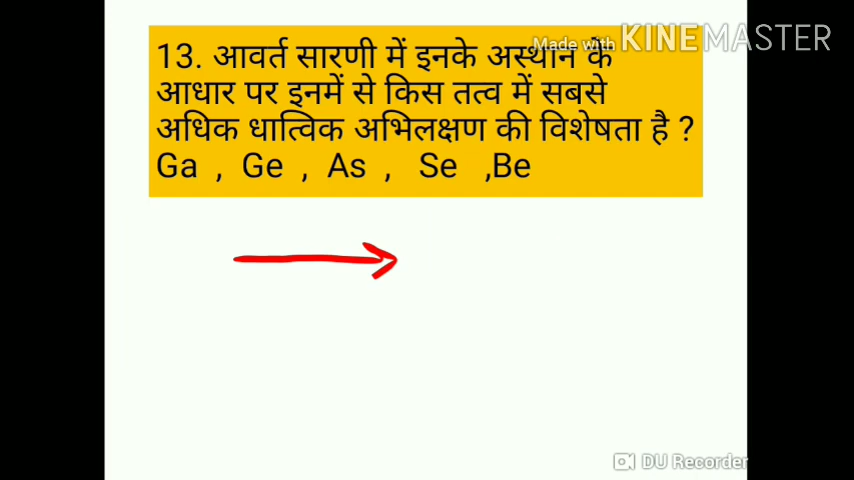 Made with KINEMASTER
13. आवर्त सारणी में इनके अस्थान के
आधार पर इनमें से किस तत्व में सबसे
अधिक धात्विक अभिलक्षण की विशेषता है ?
Ga , Ge , As , Se ,Be
DU Recorder